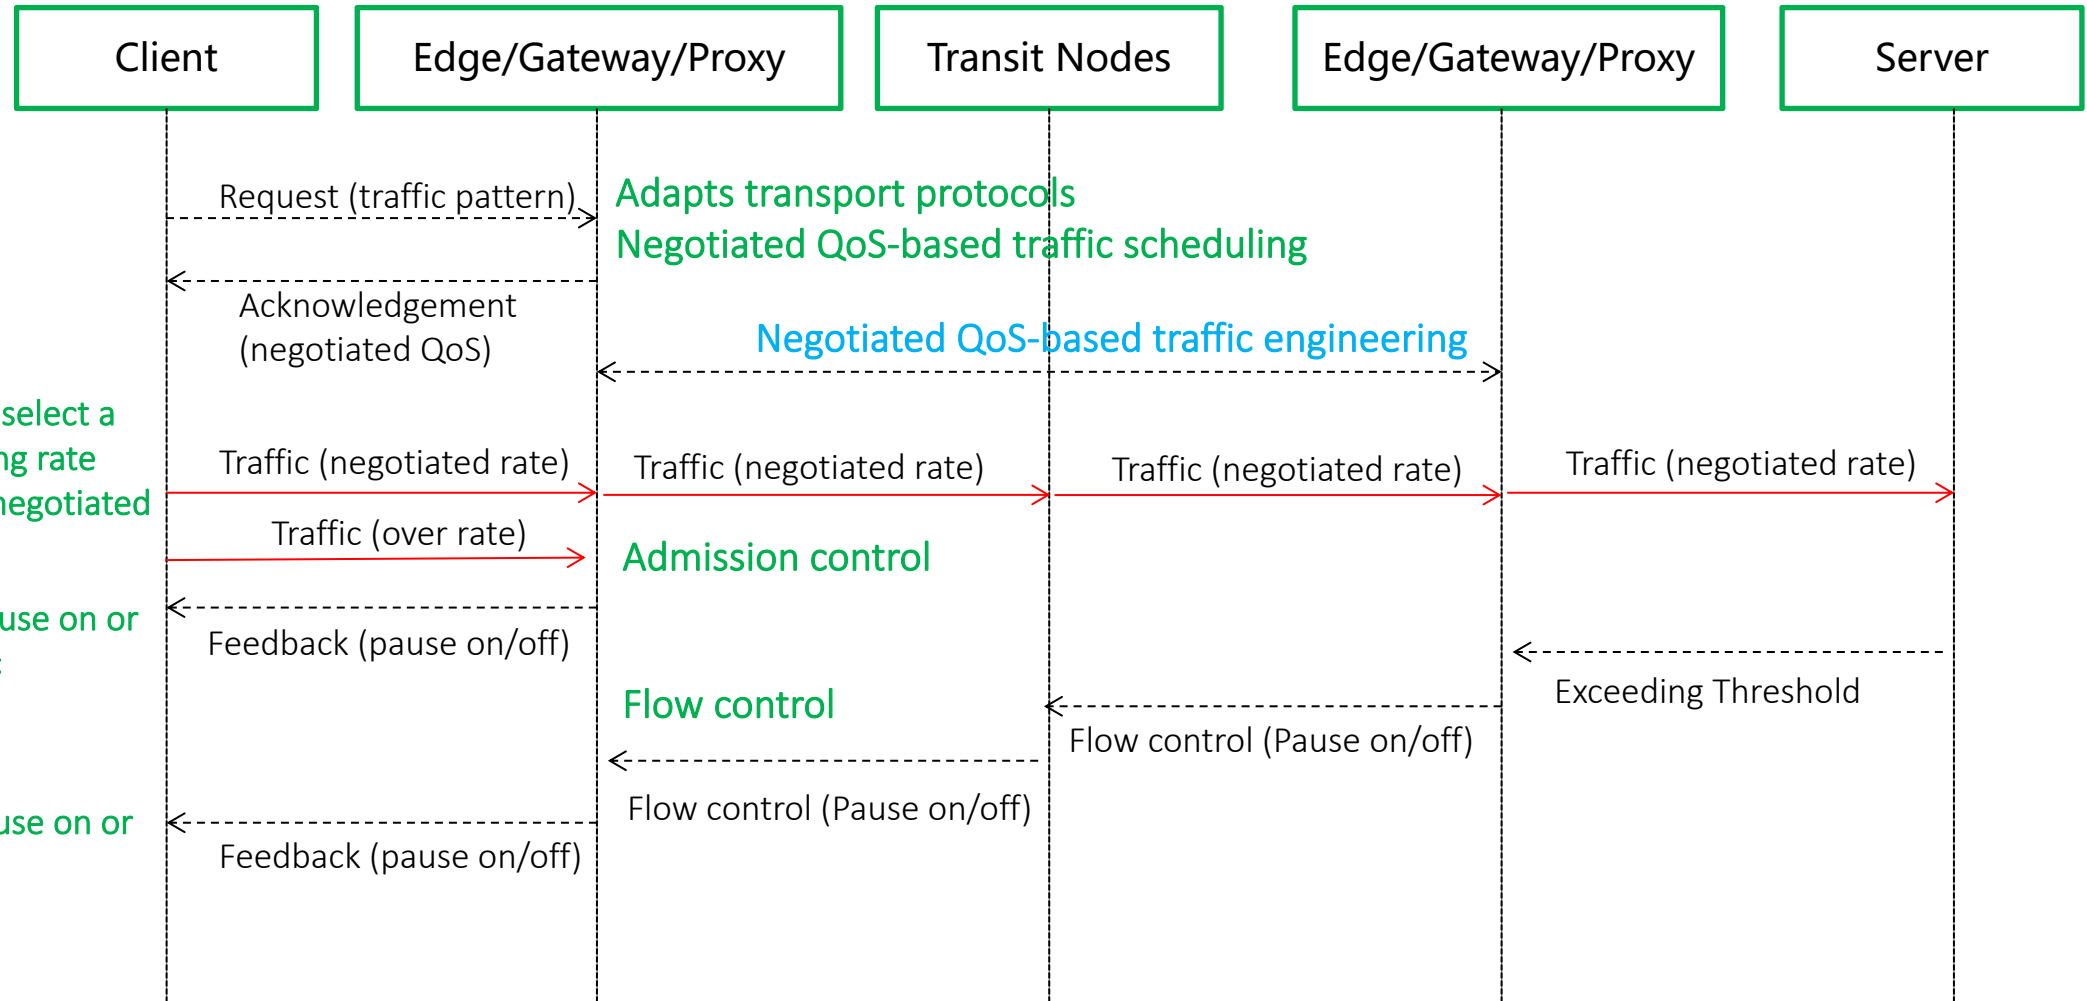 Client
Edge/Gateway/Proxy
Transit Nodes
Edge/Gateway/Proxy
Server
Request (traffic pattern)
Adapts transport protocols
Negotiated QoS-based traffic scheduling
Acknowledgement
(negotiated QoS)
Negotiated QoS-based traffic engineering
select a
rate
negotiated
Traffic (negotiated rate)
Traffic (negotiated rate)
Traffic (negotiated rate)
Traffic (negotiated rate)
Traffic (over rate)
Admission control
on or
Feedback (pause on/off)
Exceeding Threshold
Flow control
Flow control (Pause on/off)
Flow control (Pause on/off)
on or
Feedback (pause on/off)